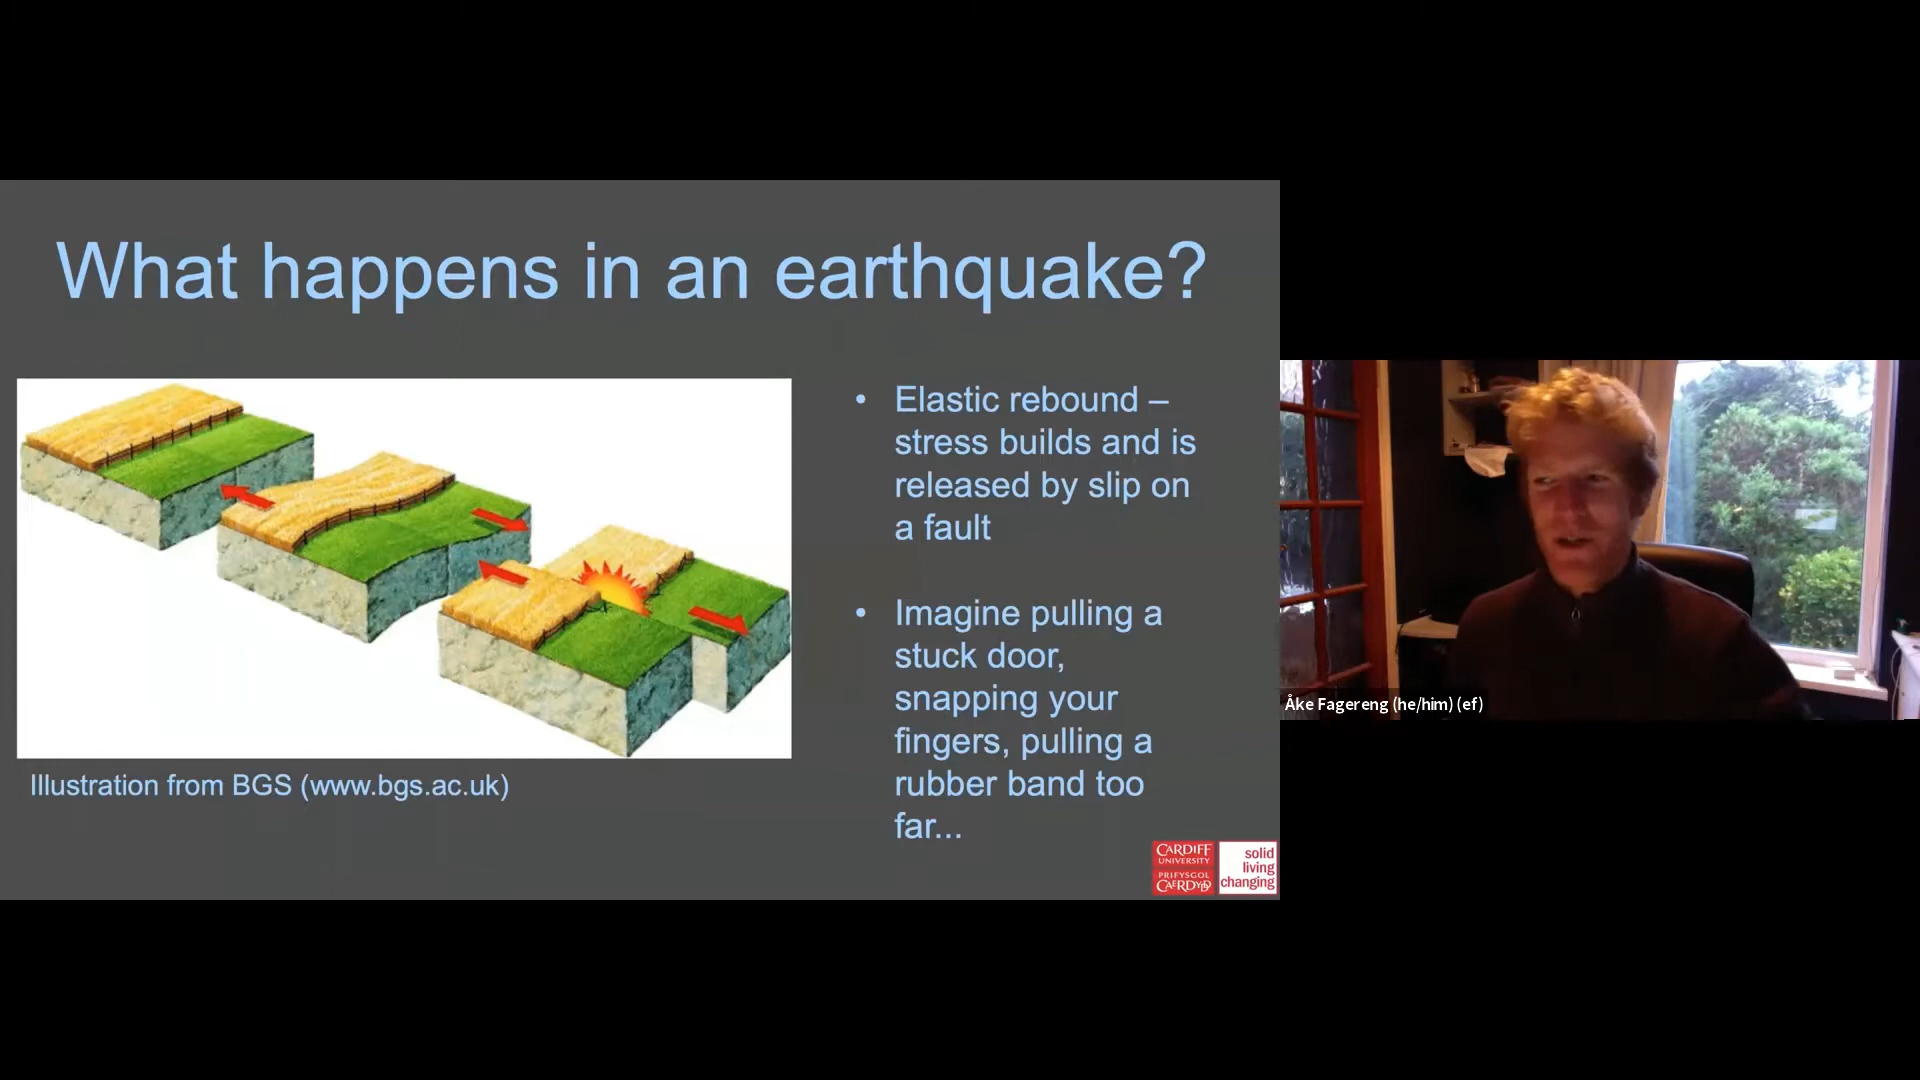 What happens in an earthquake?
• Elastic rebound –
stress builds and is
released by slip on
a fault
• Imagine pulling a
stuck door,
snapping your
fingers, pulling a
rubber band too
far...
Illustration from BGS (www.bgs.ac.uk)
CARDIFF
UNIVERSITY
PRIFYSGOL
CAERDYDD
solid
living
changing
Åke Fagereng (he/him) (ef)